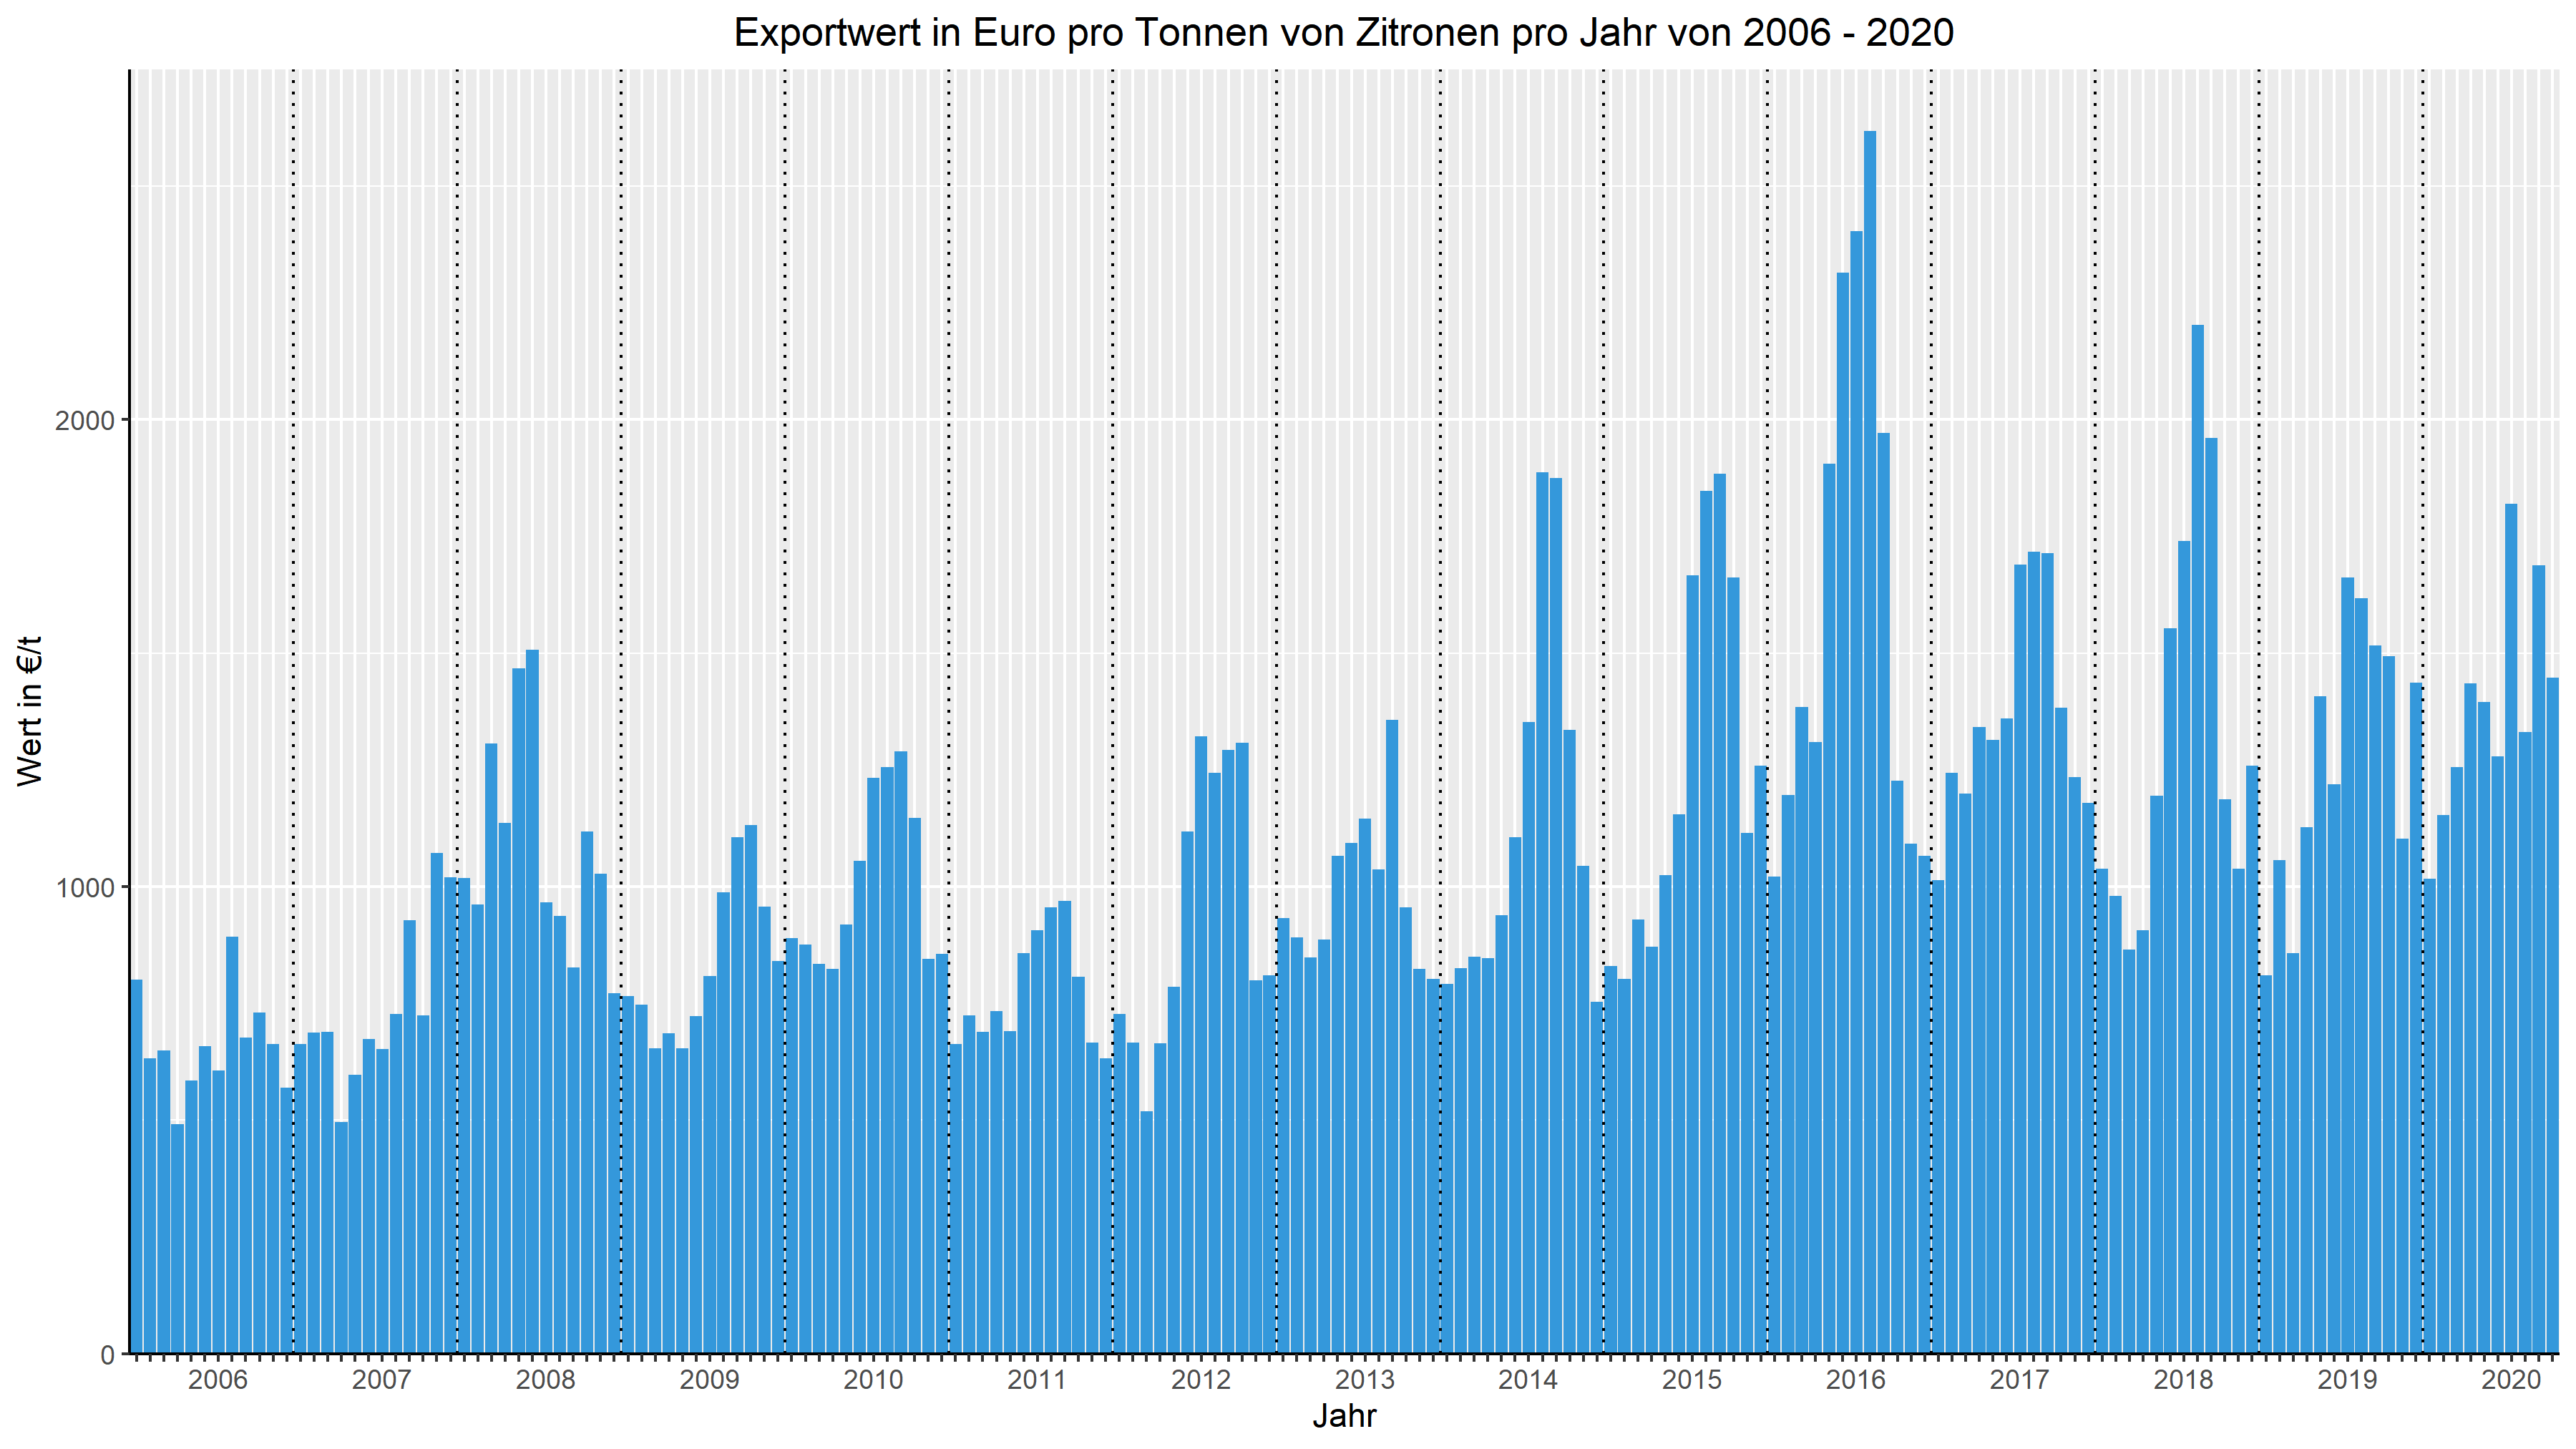 Exportwert in Euro pro Tonnen von Zitronen pro Jahr von 2006 - 2020
Wert in €/t
2000
1000
0
2006 2007 2008 2009 2010 2011 2012 2013 2014 2015 2016 2017 2018 2019 2020
Jahr